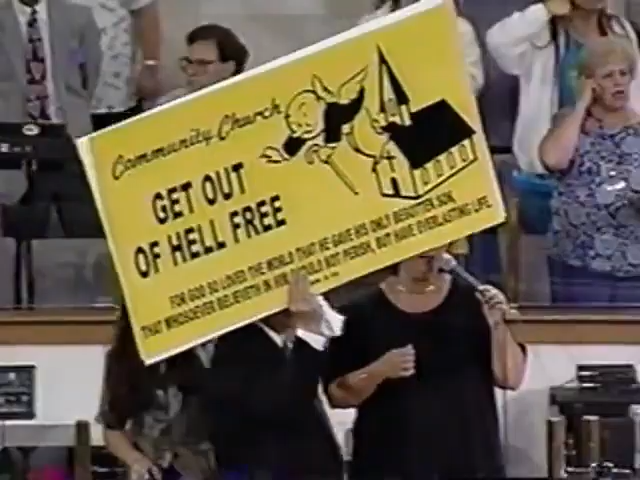 Community Church
GET OUT
OF HELL FREE
FOR GOD SO LOVED THE WORLD THAT HE GAVE HIS ONLY BEGOTTEN SON,
THAT WHOSOEVER BELIEVETH IN HIM SHOULD NOT PERISH, BUT HAVE EVERLASTING LIFE.